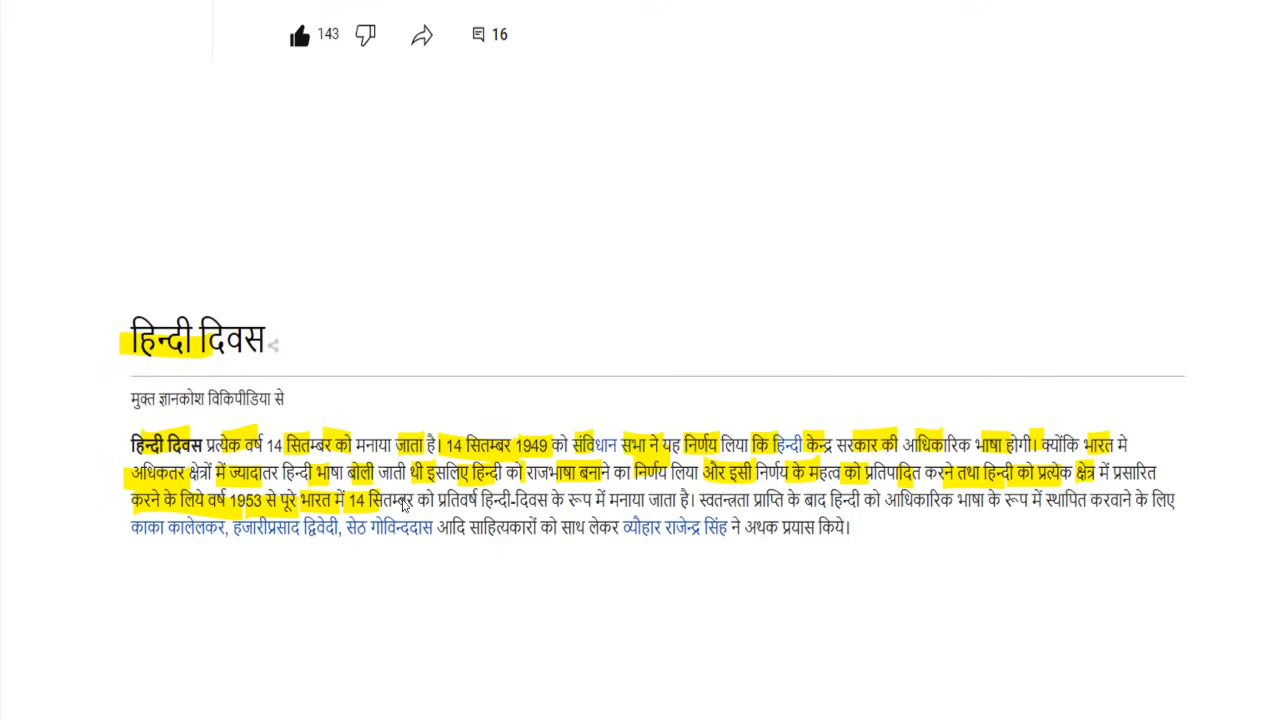 143 16
हिन्दी दिवस
मुक्त ज्ञानकोश विकिपीडिया से
हिन्दी दिवस प्रत्येक वर्ष 14 सितम्बर को मनाया जाता है। 14 सितम्बर 1949 को संविधान सभा ने यह निर्णय लिया कि हिन्दी केन्द्र सरकार की आधिकारिक भाषा होगी। क्योंकि भारत मे
अधिकतर क्षेत्रों में ज्यादातर हिन्दी भाषा बोली जाती थी इसलिए हिन्दी को राजभाषा बनाने का निर्णय लिया और इसी निर्णय के महत्व को प्रतिपादित करने तथा हिन्दी को प्रत्येक क्षेत्र में प्रसारित
करने के लिये वर्ष 1953 से पूरे भारत में 14 सितम्बर को प्रतिवर्ष हिन्दी-दिवस के रूप में मनाया जाता है। स्वतन्त्रता प्राप्ति के बाद हिन्दी को आधिकारिक भाषा के रूप में स्थापित करवाने के लिए
काका कालेलकर, हजारीप्रसाद द्विवेदी, सेठ गोविन्ददास आदि साहित्यकारों को साथ लेकर व्यौहार राजेन्द्र सिंह ने अथक प्रयास किये।